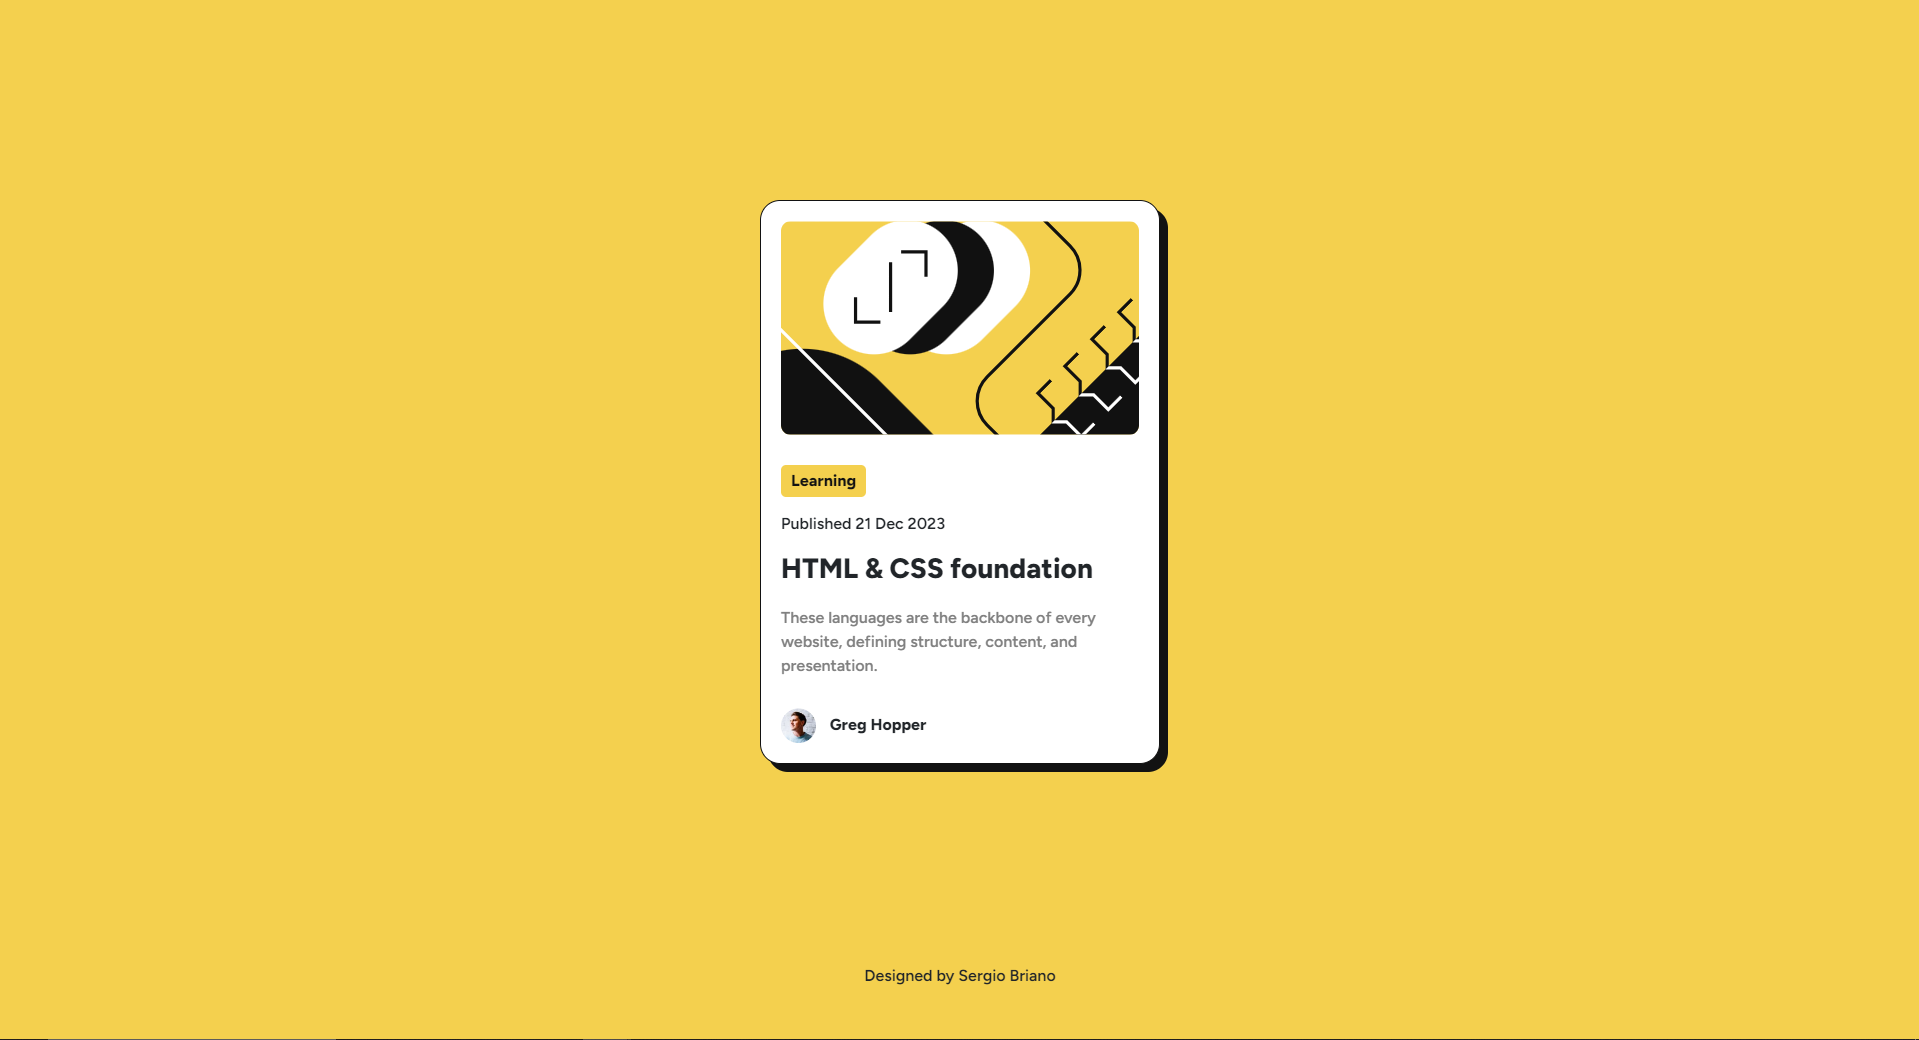 Learning
Published 21 Dec 2023
HTML & CSS foundation
These languages are the backbone of every
website, defining structure, content, and
presentation.
Greg Hopper
Designed by Sergio Briano